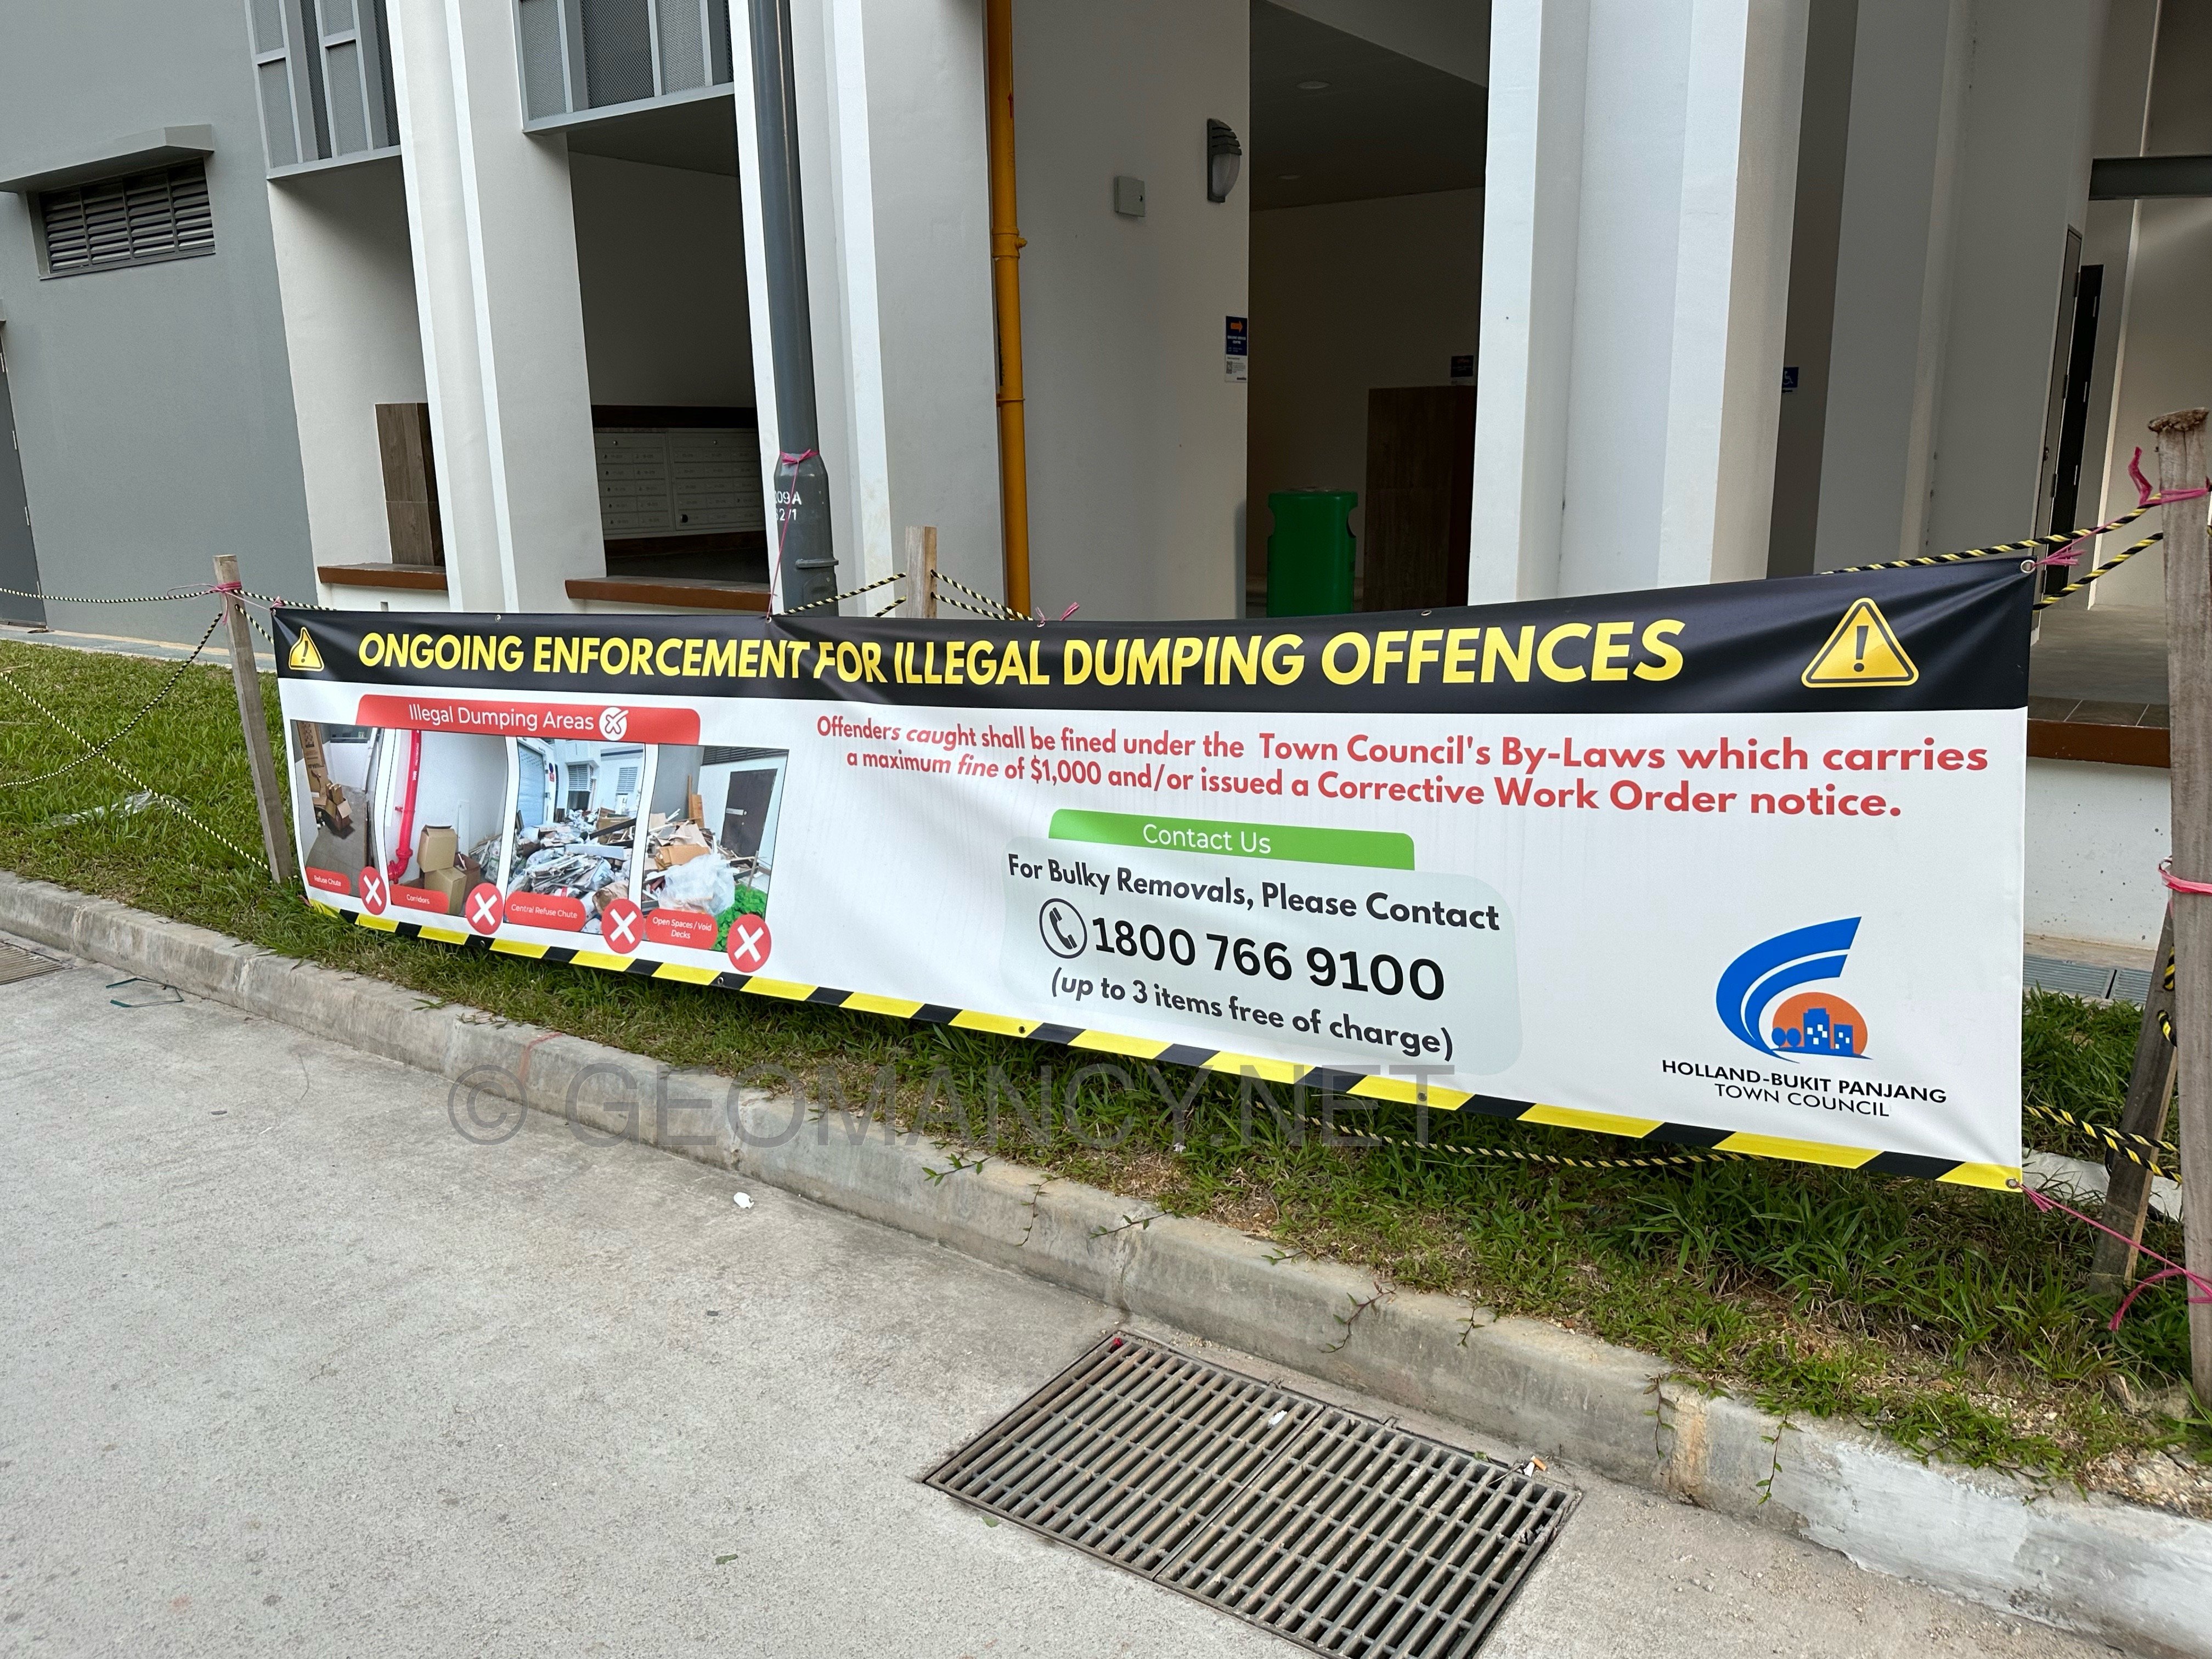 ONGOING ENFORCEMENT FOR ILLEGAL DUMPING OFFENCES
Illegal Dumping Areas
Refuse Chute
Corridors
Central Refuse Chute
Open Spaces / Void
Decks
Offenders caught shall be fined under the Town Council's By-Laws which carries
a maximum fine of $1,000 and/or issued a Corrective Work Order notice.
Contact Us
For Bulky Removals, Please Contact
1800 766 9100
(up to 3 items free of charge)
HOLLAND-BUKIT PANJANG
TOWN COUNCIL
© GEOMANCY.NET